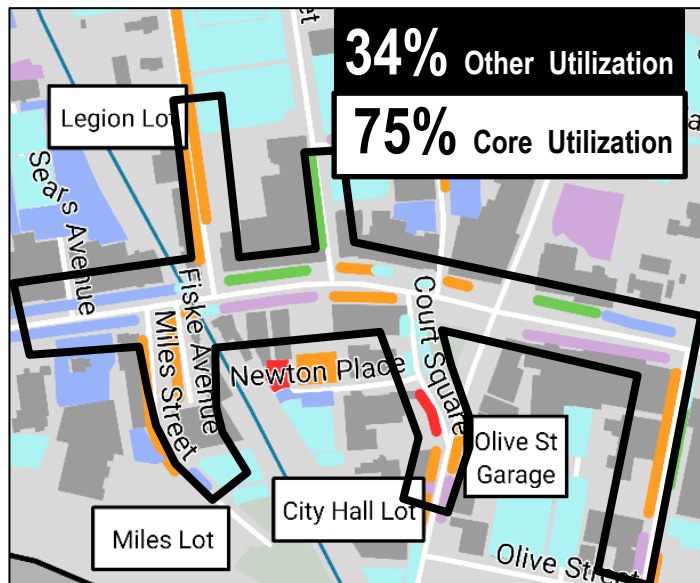 34% Other Utilization
75% Core Utilization
Legion Lot
Sears Avenue
Fiske Avenue
Miles Street
Court Square
Newton Place
Olive St
Garage
City Hall Lot
Miles Lot
Olive Street